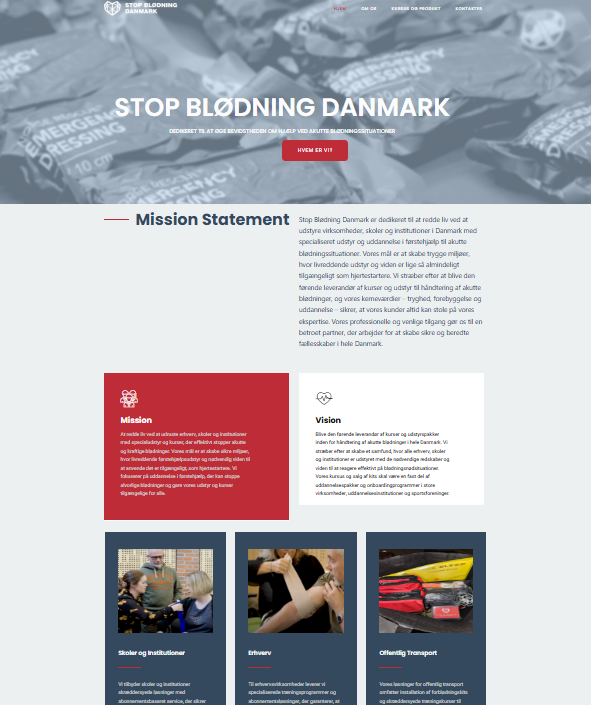 STOP BLØDNING
DANMARK
HJEM OM OS KURSER OG PRODUKT KONTAKTER
STOP BLØDNING DANMARK
DEDIKERET TIL AT ØGE BEVIDSTHEDEN OM HJÆLP VED AKUTTE BLØDNINGSSITUATIONER
HVEM ER VI?
Mission Statement
Stop Blødning Danmark er dedikeret til at redde liv ved at
udstyre virksomheder, skoler og institutioner i Danmark med
specialiseret udstyr og uddannelse i førstehjælp til akutte
blødningssituationer. Vores mål er at skabe trygge miljøer,
hvor livreddende udstyr og viden er lige så almindeligt
tilgængeligt som hjertestartere. Vi stræber efter at blive den
førende leverandør af kurser og udstyr til håndtering af akutte
blødninger, og vores kerneværdier – tryghed, forebyggelse og
uddannelse – sikrer, at vores kunder altid kan stole på vores
ekspertise. Vores professionelle og venlige tilgang gør os til en
betroet partner, der arbejder for at skabe sikre og beredte
fællesskaber i hele Danmark.
Mission
At redde liv ved at udruste erhverv, skoler og institutioner
med specialudstyr og kurser, der effektivt stopper akutte
og kraftige blødninger. Vores mål er at sikre miljøer,
hvor livreddende førstehjælpsudstyr og nødvendig viden til
at anvende det er tilgængeligt, som hjertestartere. Vi
fokuserer på uddannelse i førstehjælp, der kan stoppe
alvorlige blødninger og gøre vores udstyr og kurser
tilgængelige for alle.
Vision
Blive den førende leverandør af kurser og udstyrspakker
inden for håndtering af akutte blødninger i hele Danmark. Vi
stræber efter at skabe et samfund, hvor alle erhverv, skoler
og institutioner er udstyret med de nødvendige redskaber og
viden til at reagere effektivt på blødningsnødsituationer.
Vores kursus og salg af kits skal være en fast del af
uddannelsespakker og onboardingprogrammer i store
virksomheder, uddannelsesinstitutioner og sportsforeninger.
Skoler og Institutioner
Vi tilbyder skoler og institutioner
skræddersyede løsninger med
abonnementsbaseret service, der sikrer
Erhverv
Til erhvervsvirksomheder leverer vi
specialiserede træningsprogrammer og
abonnementsløsninger, der garanterer, at
Offentlig Transport
Vores løsninger for offentlig transport
omfatter installation af forblødningskits
og skræddersyede træningskurser til